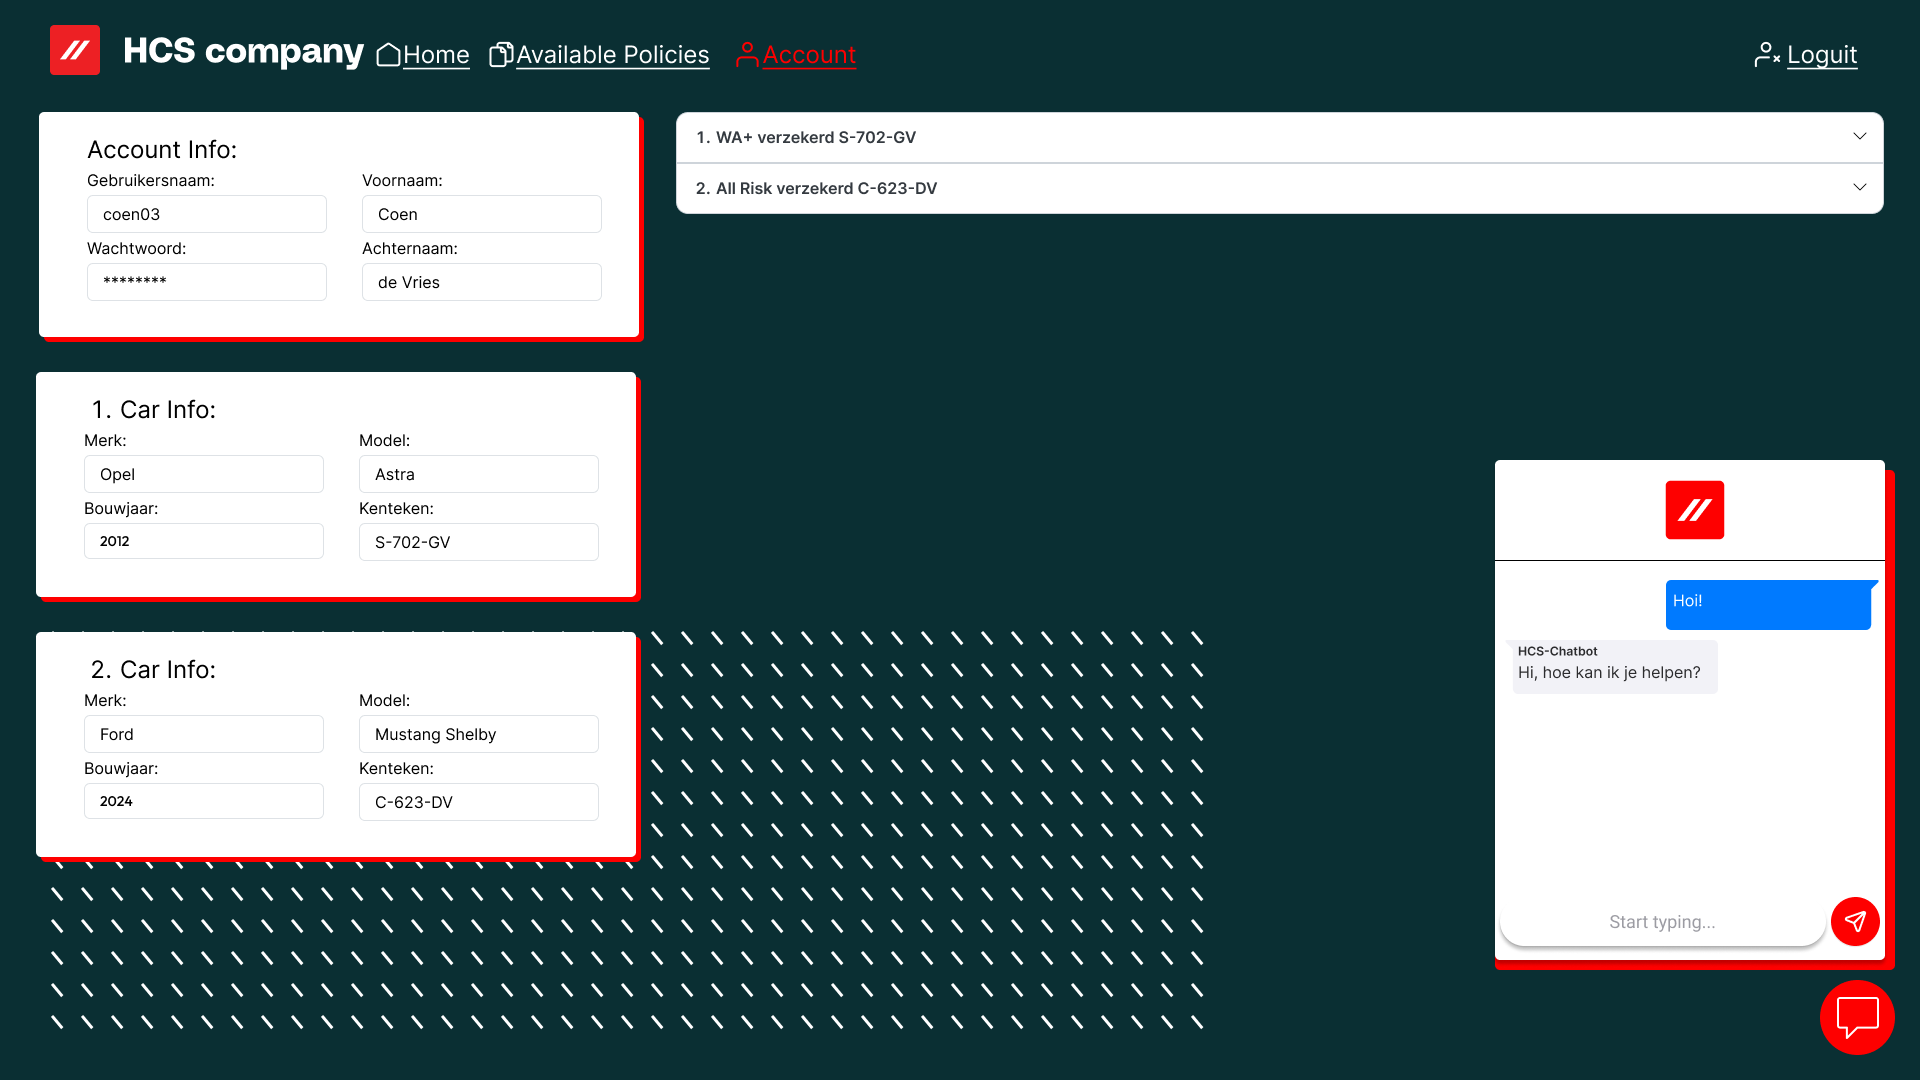 HCS company
Home
Available Policies
Account
Loguit
Account Info:
Gebruikersnaam:
Voornaam:
coen03
Coen
Wachtwoord:
Achternaam:
********
de Vries
1. WA+ verzekerd S-702-GV
2. All Risk verzekerd C-623-DV
1. Car Info:
Merk:
Model:
Opel
Astra
Bouwjaar:
Kenteken:
2012
S-702-GV
2. Car Info:
Merk:
Model:
Ford
Mustang Shelby
Bouwjaar:
Kenteken:
2024
C-623-DV
Hoi!
HCS-Chatbot
Hi, hoe kan ik je helpen?
Start typing...